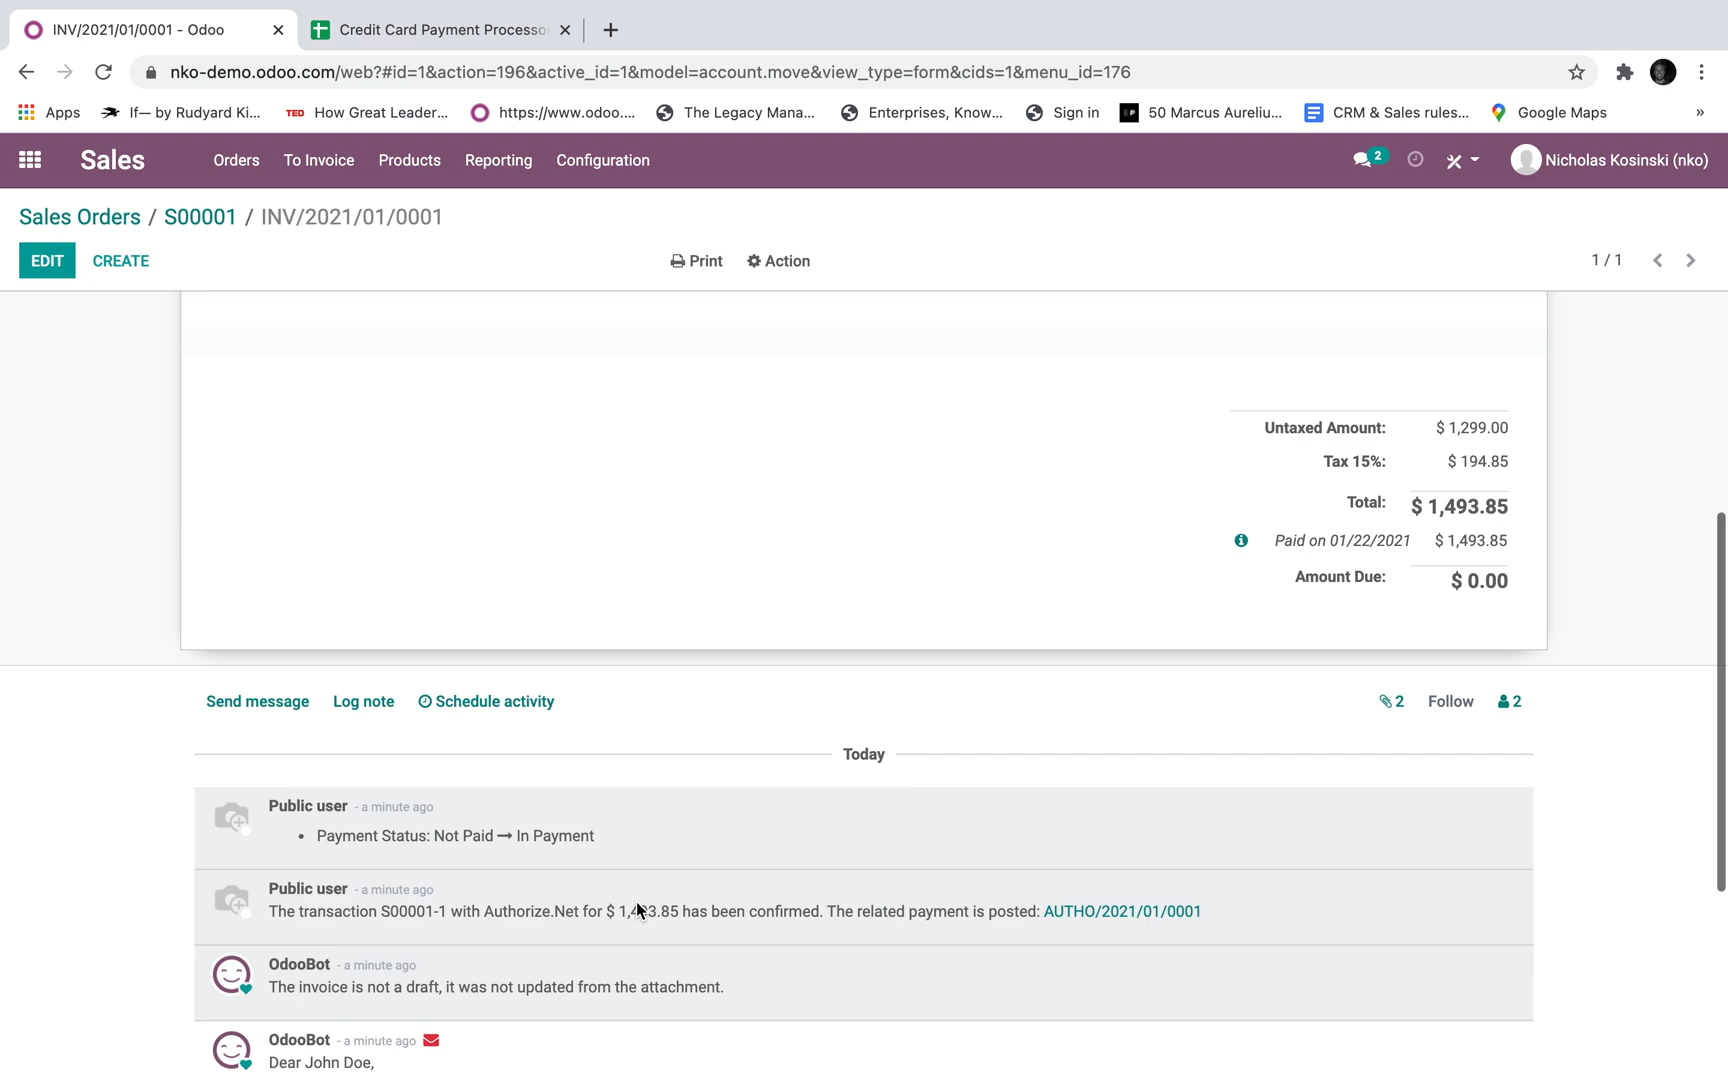 INV/2021/01/0001 - Odoo
Credit Card Payment Processo
nko-demo.odoo.com/web?#id=1&action=196&active_id=1&model=account.move&view_type=form&cids=1&menu_id=176
Apps
If— by Rudyard Ki...
TED How Great Leader...
https://www.odoo....
The Legacy Mana...
Enterprises, Know...
Sign in
50 Marcus Aureliu...
CRM & Sales rules...
Google Maps
»
Sales
Orders
To Invoice
Products
Reporting
Configuration
2
Nicholas Kosinski (nko)
Sales Orders / S00001 / INV/2021/01/0001
EDIT
CREATE
Print
Action
1 / 1
Untaxed Amount: $ 1,299.00
Tax 15%: $ 194.85
Total: $ 1,493.85
Paid on 01/22/2021 $ 1,493.85
Amount Due: $ 0.00
Send message
Log note
Schedule activity
2
Follow
2
Today
Public user - a minute ago
• Payment Status: Not Paid → In Payment
Public user - a minute ago
The transaction S00001-1 with Authorize.Net for $ 1,493.85 has been confirmed. The related payment is posted: AUTHO/2021/01/0001
OdooBot - a minute ago
The invoice is not a draft, it was not updated from the attachment.
OdooBot - a minute ago
Dear John Doe,